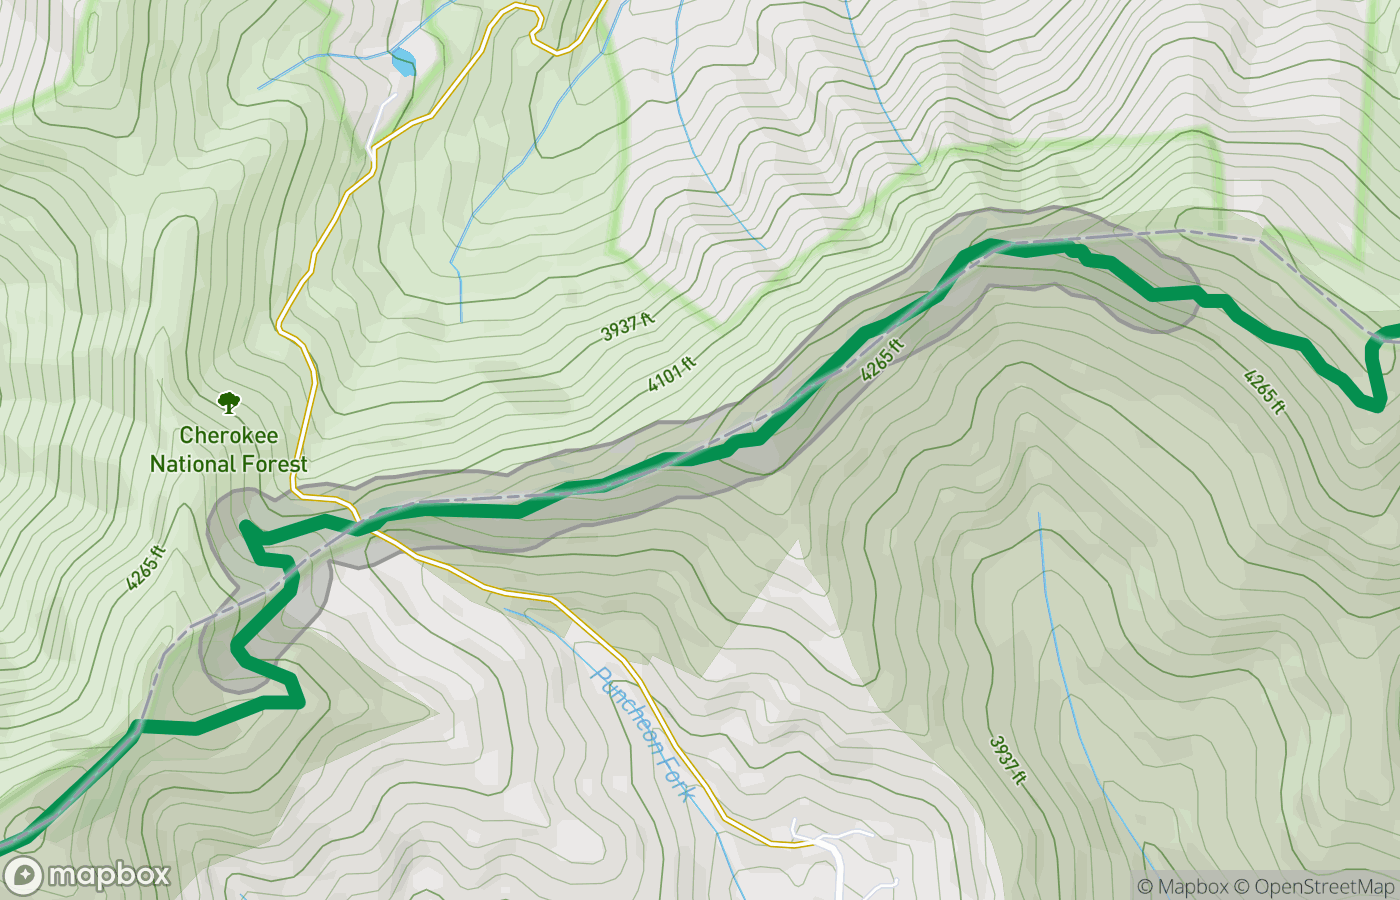 3937 ft
4101 ft
4265 ft
4265 ft
Cherokee
National Forest
4265 ft
Puncheon Fork
3937 ft
mapbox
© Mapbox © OpenStreetMap